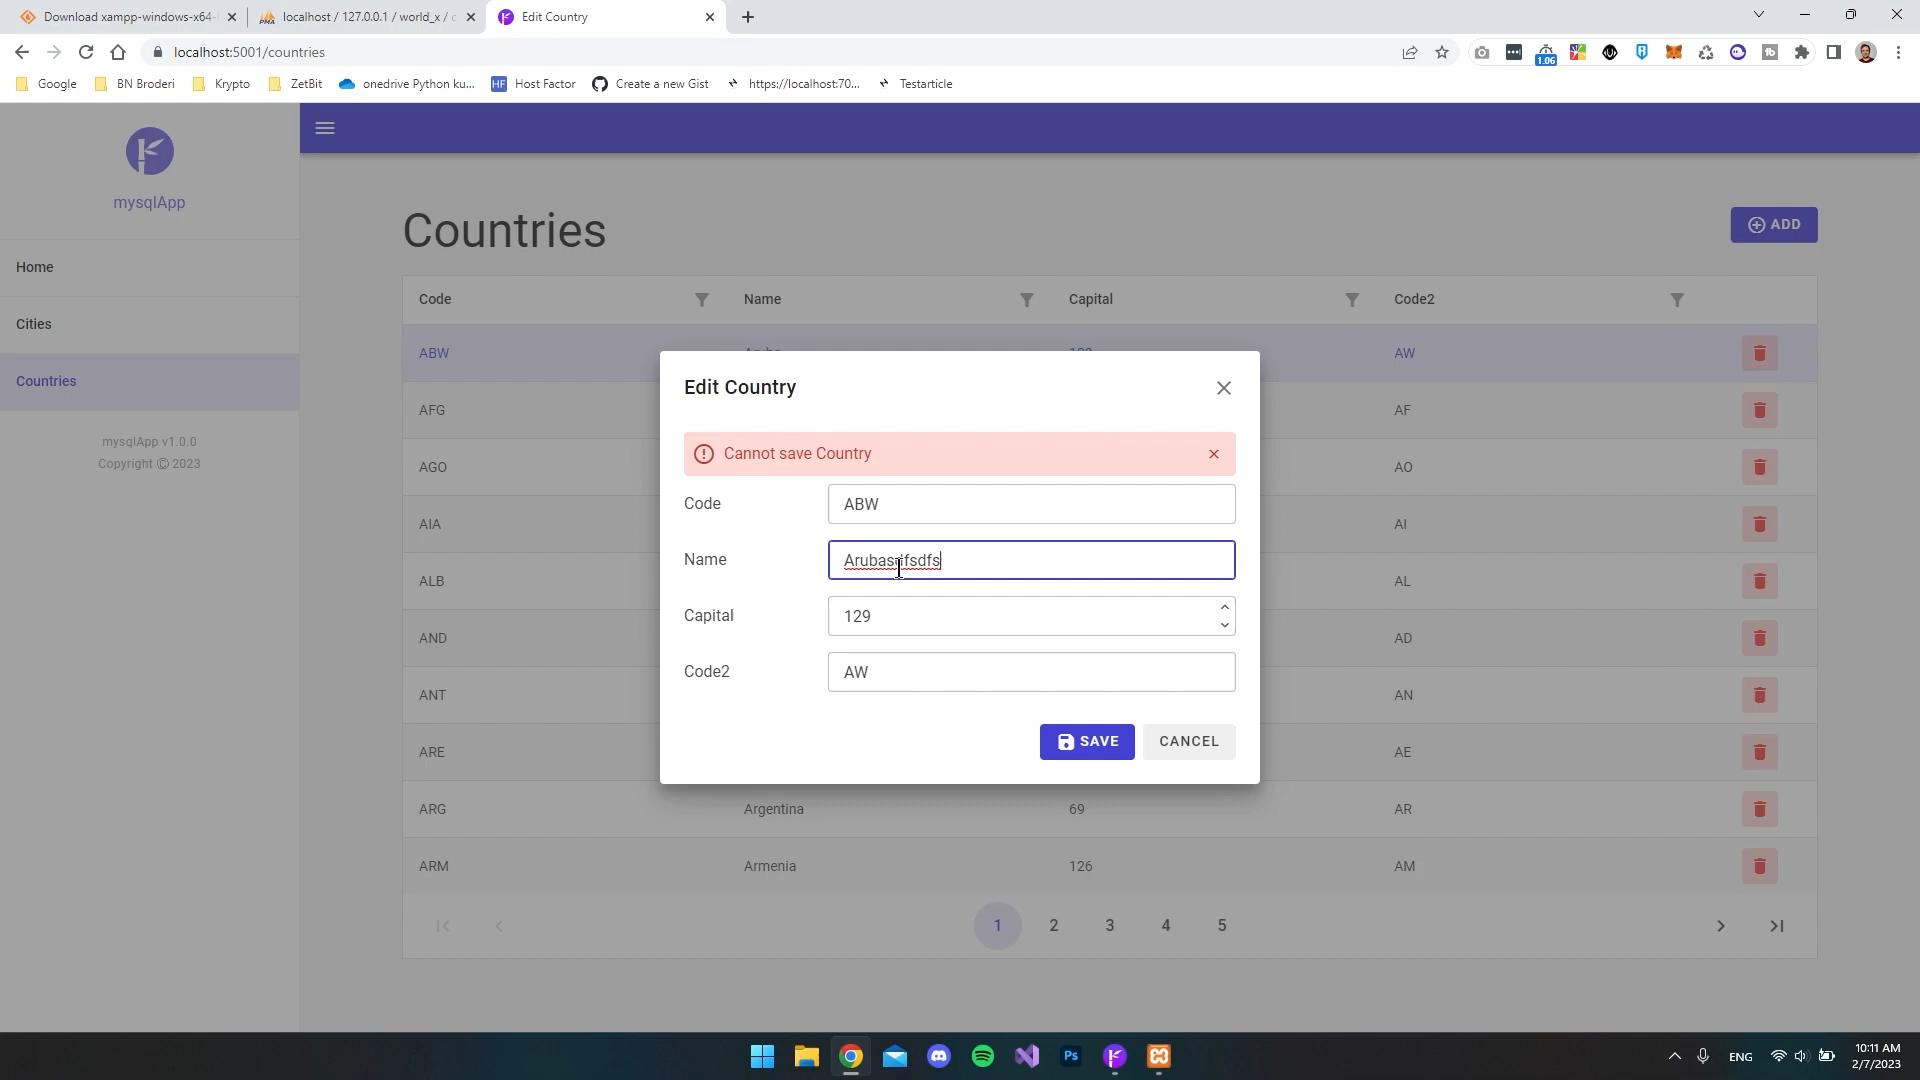 Download xampp-windows-x64-
localhost / 127.0.0.1 / world_x / c
Edit Country
localhost:5001/countries
1.06
Google
BN Broderi
Krypto
ZetBit
onedrive Python ku...
HF Host Factor
Create a new Gist
https://localhost:70...
Testarticle
mysqlApp
Home
Cities
Countries
mysqlApp v1.0.0
Copyright © 2023
Countries
ADD
Code Name Capital Code2
ABW AW
AFG AF
AGO AO
AIA AI
ALB AL
AND AD
ANT AN
ARE AE
ARG Argentina 69 AR
ARM Armenia 126 AM
1 2 3 4 5
Edit Country
Cannot save Country
Code ABW
Name
Capital 129
Code2 AW
SAVE CANCEL
Ps
ENG
10:11 AM
2/7/2023